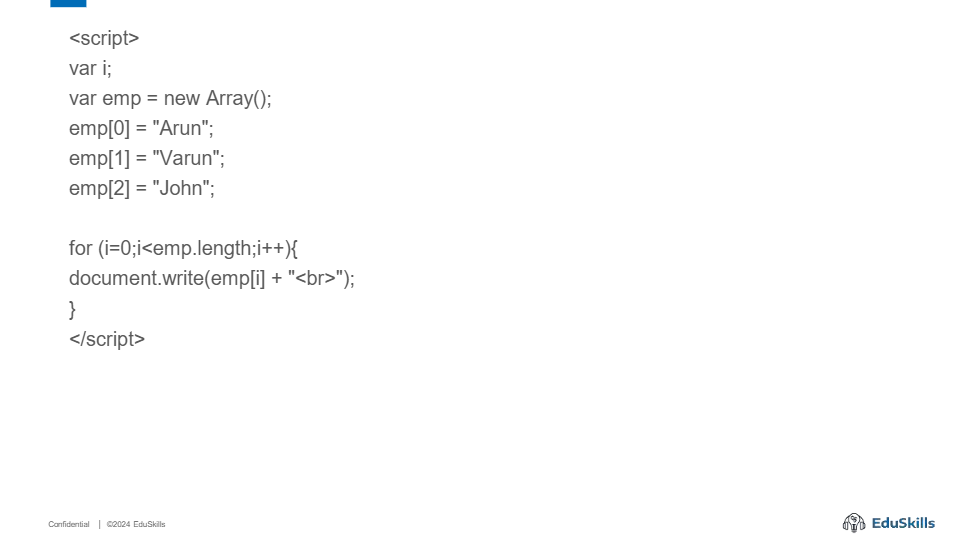 <script>
var i;
var emp = new Array();
emp[0] = "Arun";
emp[1] = "Varun";
emp[2] = "John";

for (i=0;i<emp.length;i++){
document.write(emp[i] + "<br>");
}
</script>
Confidential | ©2024 EduSkills
EduSkills